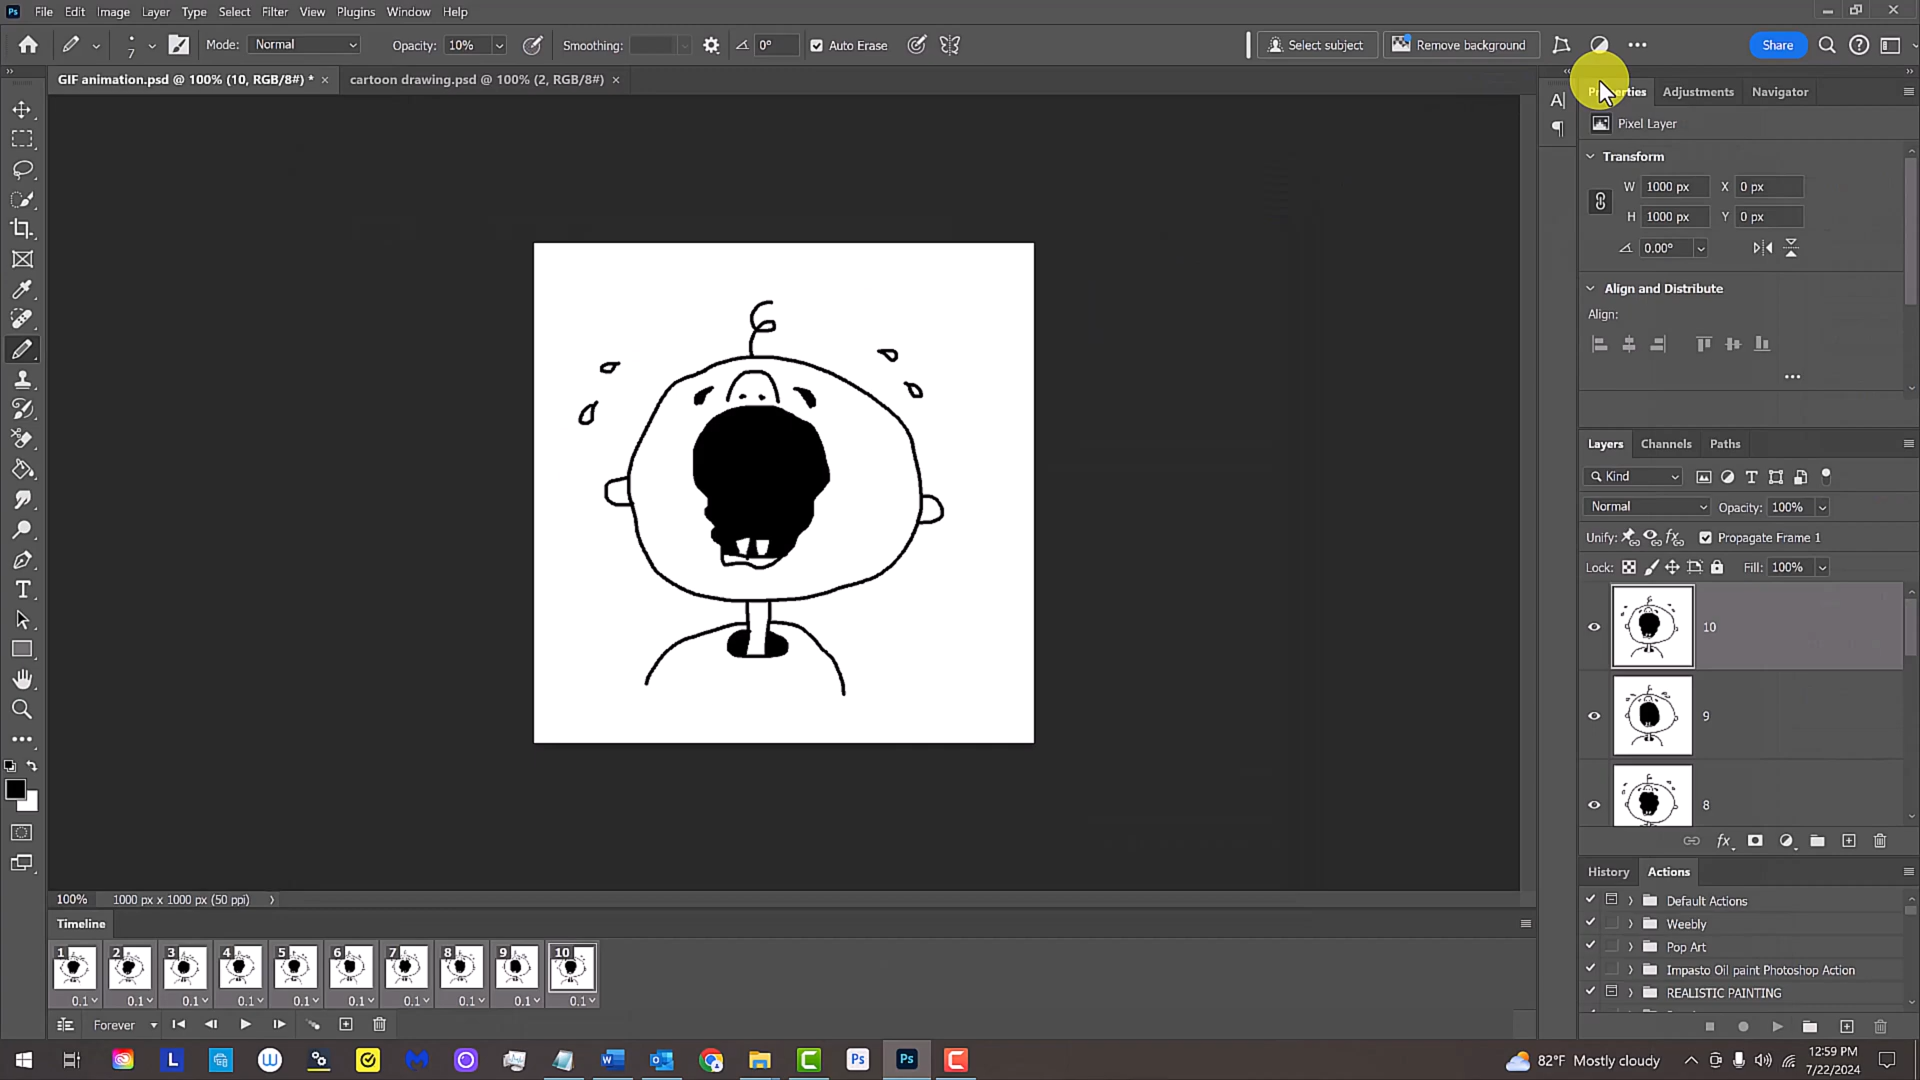 Ps File Edit Image Layer Type Select Filter View Plugins Window Help
7 Mode: Normal Opacity: 10% Smoothing: 0° Auto Erase Select subject Remove background Share
GIF animation.psd @ 100% (10, RGB/8#) * × cartoon drawing.psd @ 100% (2, RGB/8#) ×
Properties Adjustments Navigator
Pixel Layer
Transform
W 1000 px X 0 px
H 1000 px Y 0 px
0.00°
Align and Distribute
Align:
Layers Channels Paths
Kind
Normal Opacity: 100%
Unify: Propagate Frame 1
Lock: Fill: 100%
10
9
8
100% 1000 px x 1000 px (50 ppi)
Timeline
1 2 3 4 5 6 7 8 9 10
0.1 0.1 0.1 0.1 0.1 0.1 0.1 0.1 0.1 0.1
Forever
History Actions
Default Actions
Weebly
Pop Art
Impasto Oil paint Photoshop Action
REALISTIC PAINTING
82°F Mostly cloudy
12:59 PM
7/22/2024